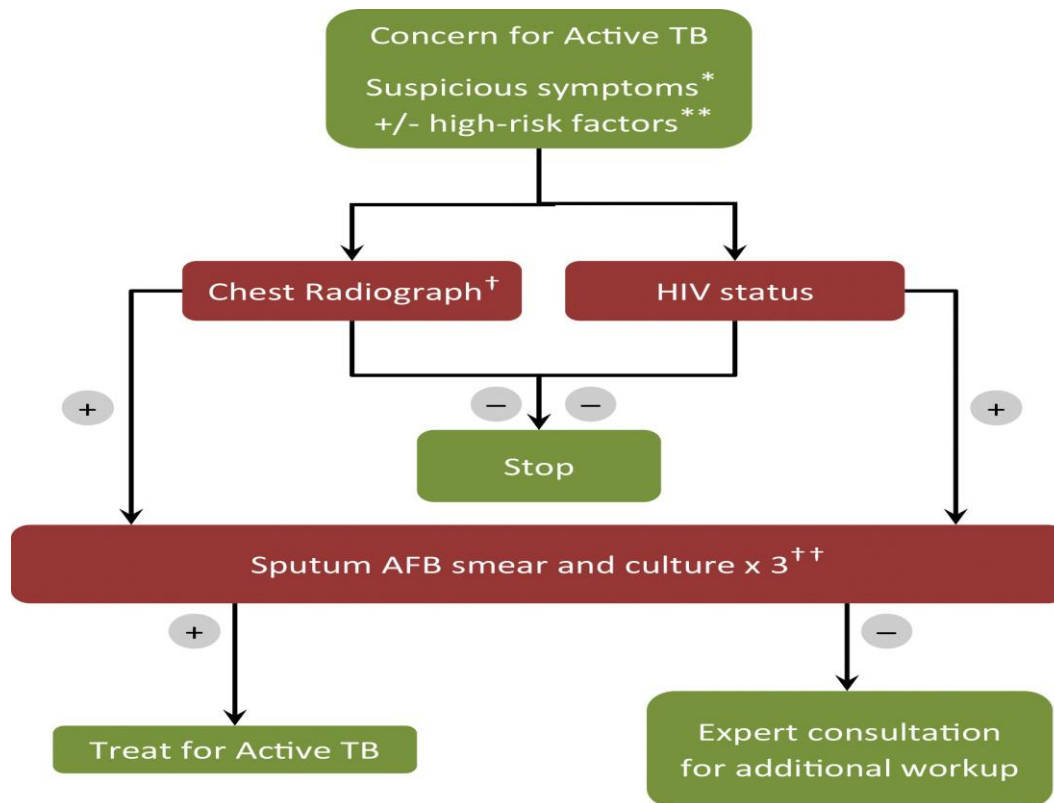 Concern for Active TB
Suspicious symptoms*
+/- high-risk factors**
Chest Radiograph†
HIV status
+
−
−
+
Stop
Sputum AFB smear and culture x 3††
+
−
Treat for Active TB
Expert consultation
for additional workup